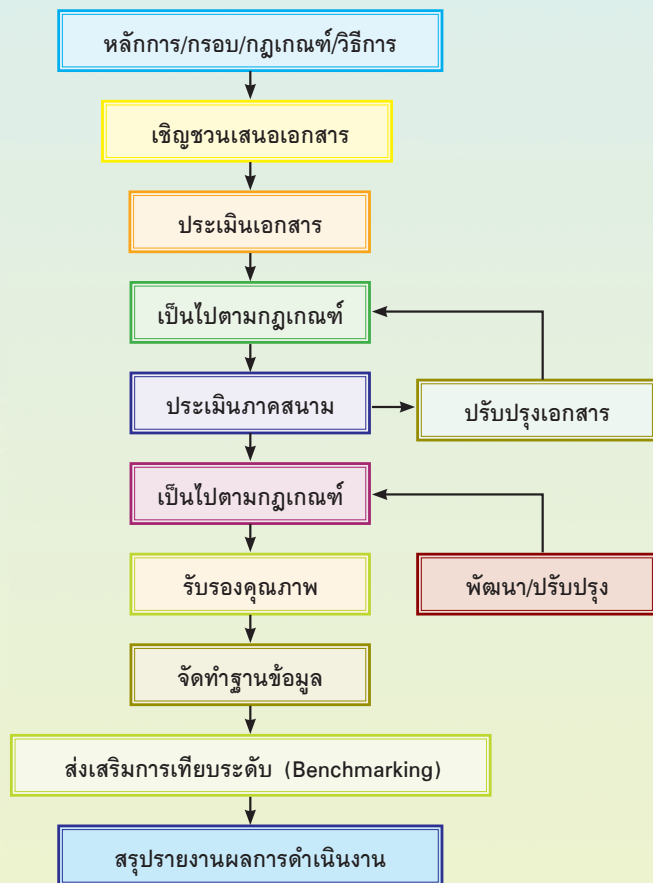 หลักการ/กรอบ/กฎเกณฑ์/วิธีการ
เชิญชวนเสนอเอกสาร
ประเมินเอกสาร
เป็นไปตามกฎเกณฑ์
ประเมินภาคสนาม
ปรับปรุงเอกสาร
เป็นไปตามกฎเกณฑ์
รับรองคุณภาพ
พัฒนา/ปรับปรุง
จัดทำฐานข้อมูล
ส่งเสริมการเทียบระดับ (Benchmarking)
สรุปรายงานผลการดำเนินงาน